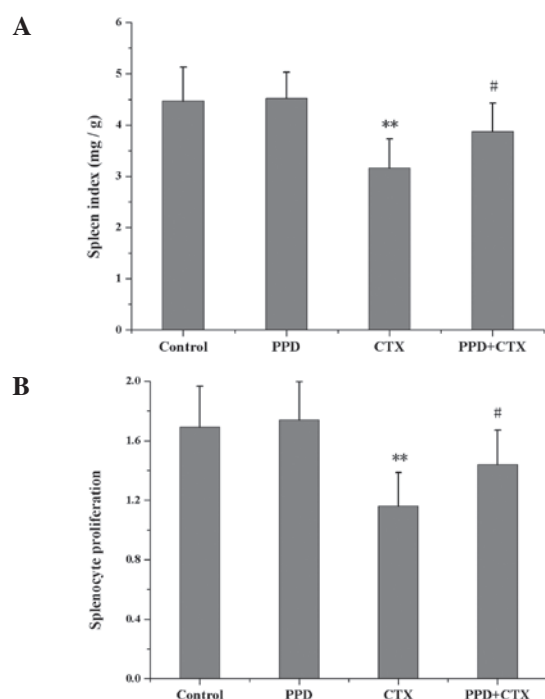 A
6
5
4
3
2
1
0
Spleen index (mg / g)
**
#
Control PPD CTX PPD+CTX
B
2.0
1.6
1.2
0.8
0.4
0.0
Splenocyte proliferation
**
#
Control PPD CTX PPD+CTX